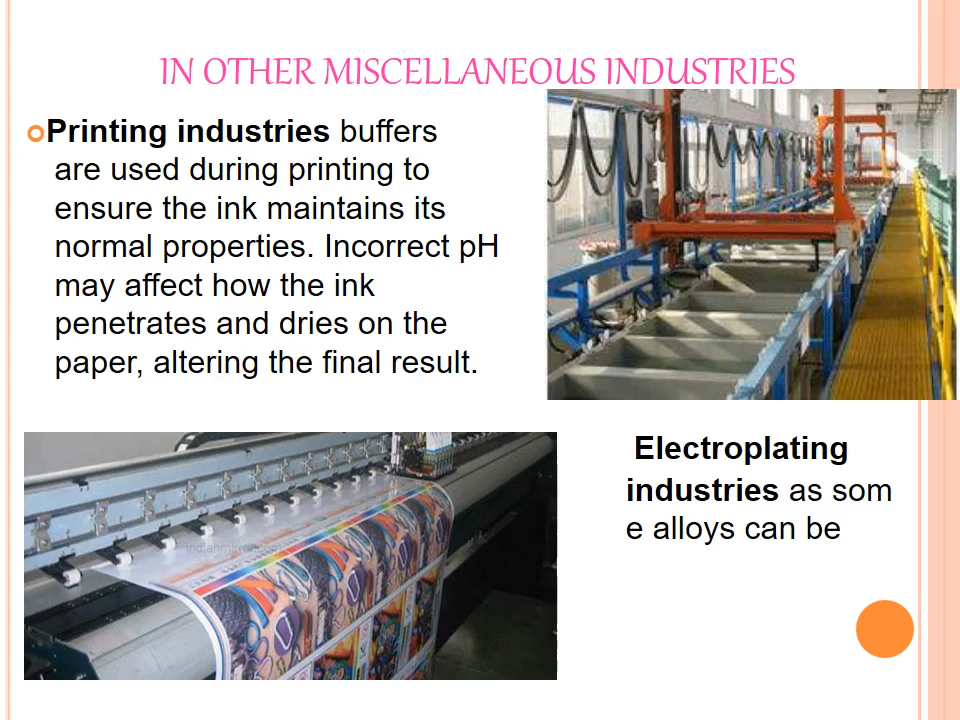 IN OTHER MISCELLANEOUS INDUSTRIES
Printing industries buffers
are used during printing to
ensure the ink maintains its
normal properties. Incorrect pH
may affect how the ink
penetrates and dries on the
paper, altering the final result.
indianmirror.com
Electroplating
industries as som
e alloys can be